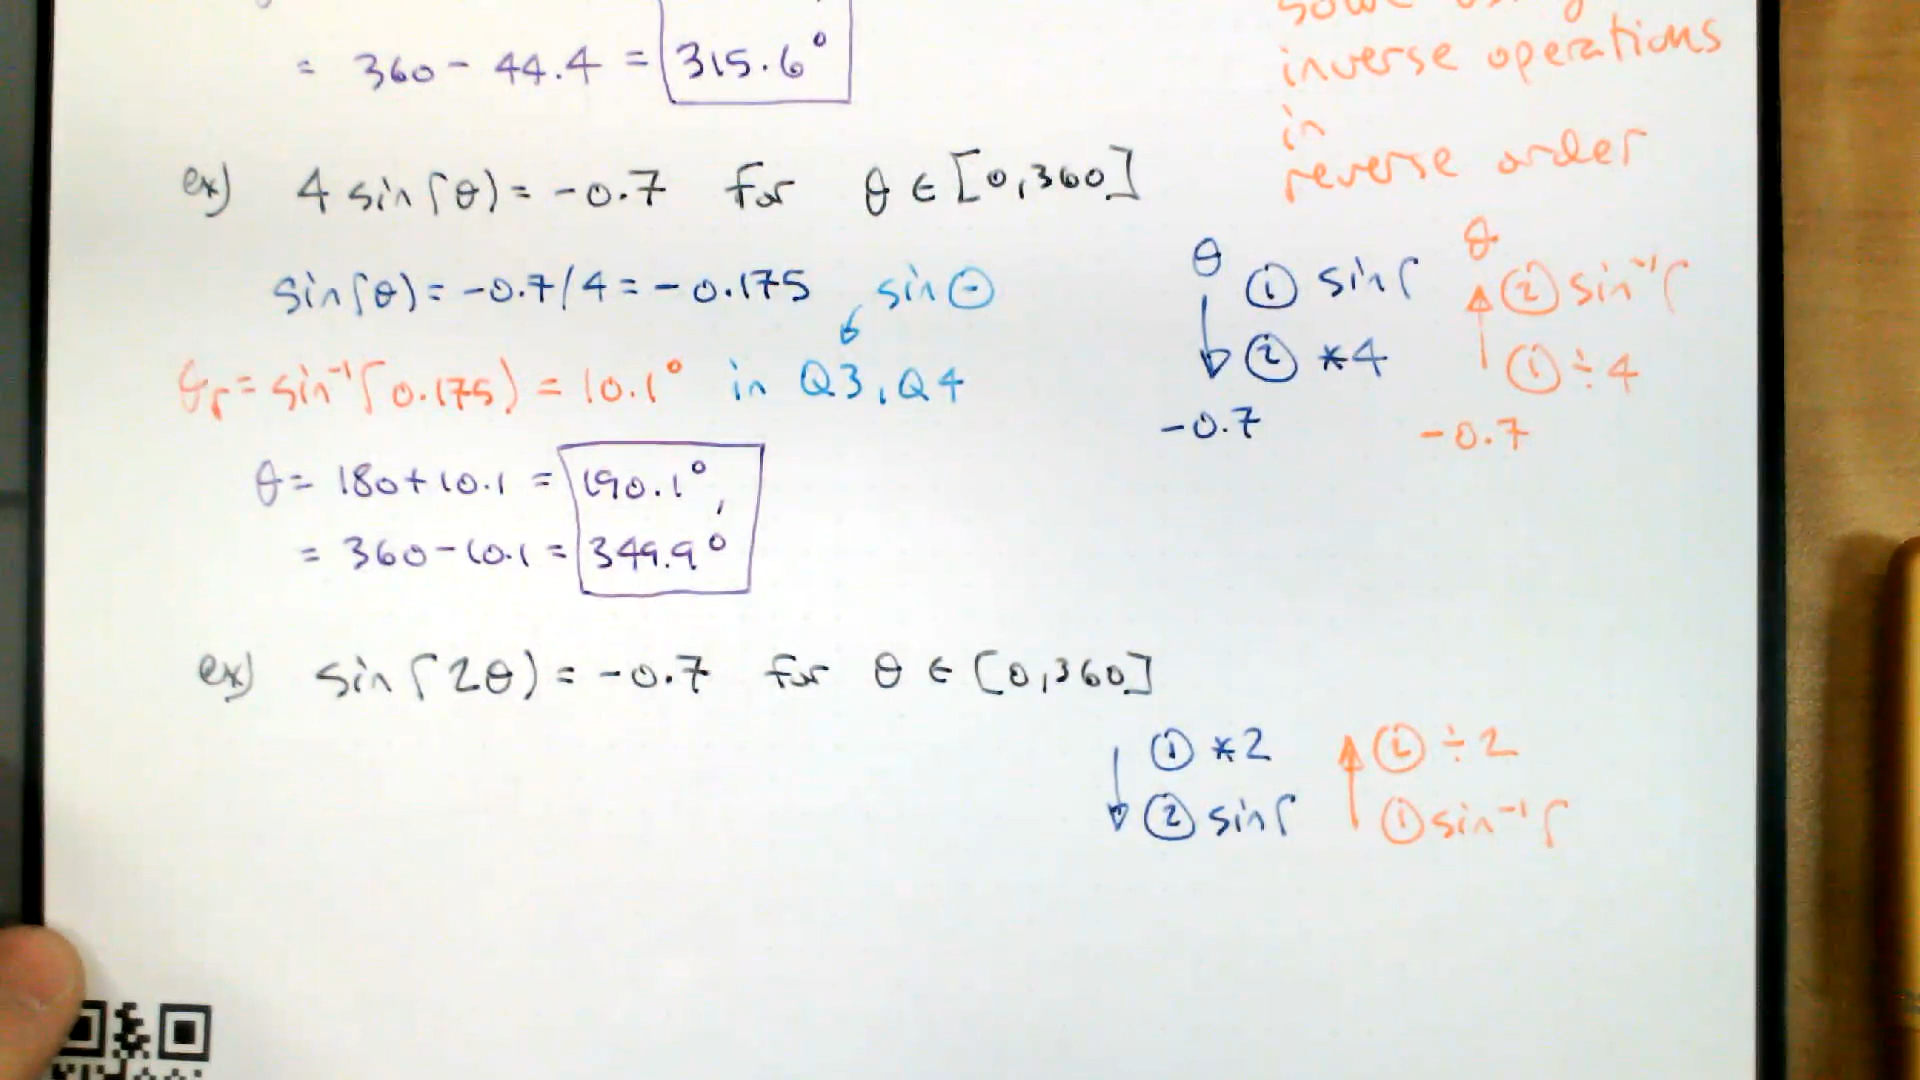 = 360 - 44.4 = 315.6°
inverse operations
in
reverse order
ex) 4 sin(θ) = -0.7 for θ ∈ [0,360]
sin(θ) = -0.7/4 = -0.175 sin ⊖
θr = sin⁻¹(0.175) = 10.1° in Q3, Q4
θ = 180+10.1 = 190.1°,
= 360-10.1 = 349.9°
θ ① sin(
② *4
-0.7
θ ② sin⁻¹(
① ÷4
-0.7
ex) sin(2θ) = -0.7 for θ ∈ [0,360]
① *2
② sin(
② ÷2
① sin⁻¹(